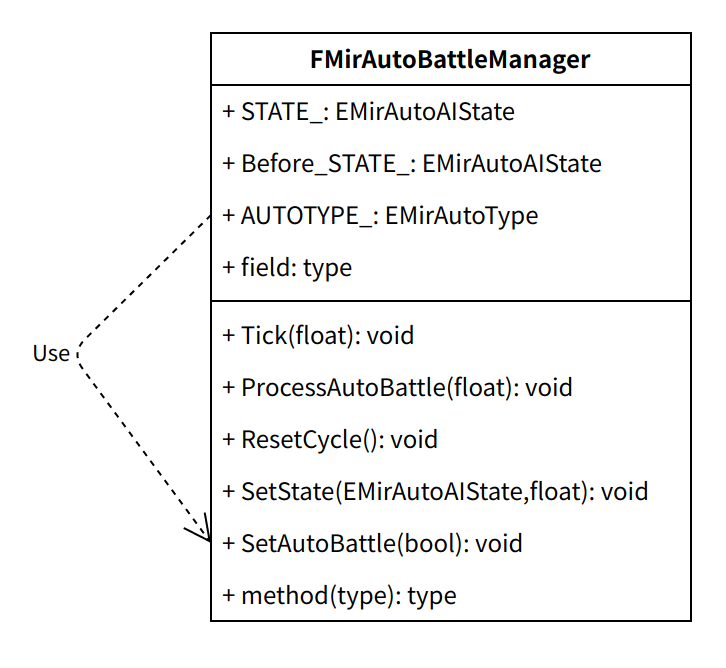 FMirAutoBattleManager
+ STATE_: EMirAutoAIState
+ Before_STATE_: EMirAutoAIState
+ AUTOTYPE_: EMirAutoType
+ field: type
+ Tick(float): void
Use
+ ProcessAutoBattle(float): void
+ ResetCycle(): void
+ SetState(EMirAutoAIState,float): void
+ SetAutoBattle(bool): void
+ method(type): type